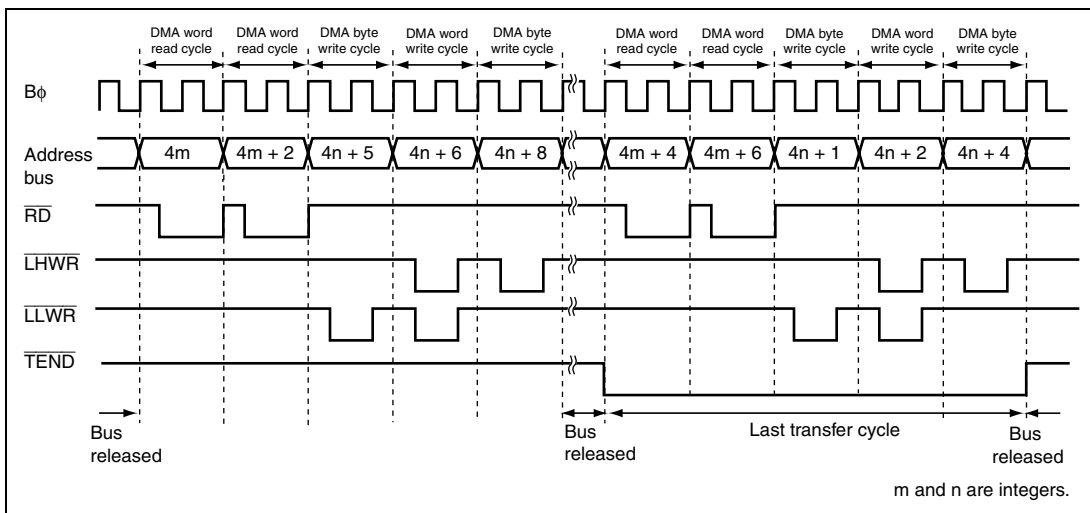 DMA word read cycle
DMA word read cycle
DMA byte write cycle
DMA word write cycle
DMA byte write cycle
DMA word read cycle
DMA word read cycle
DMA byte write cycle
DMA word write cycle
DMA byte write cycle
Bφ
Address bus
4m
4m + 2
4n + 5
4n + 6
4n + 8
4m + 4
4m + 6
4n + 1
4n + 2
4n + 4
RD
LHWR
LLWR
TEND
Bus released
Bus released
Last transfer cycle
Bus released
m and n are integers.